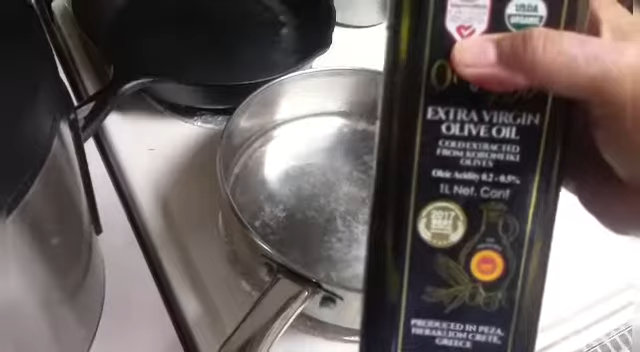 USDA
ORGANIC
EXTRA VIRGIN
OLIVE OIL
COLD EXTRACTED
FROM KORONEIKI
OLIVES
Oleic Acidity 0.2 - 0.5%
1L Net. Cont
2017
BEST
PRODUCED IN PEZA,
HERAKLION CRETE,
GREECE